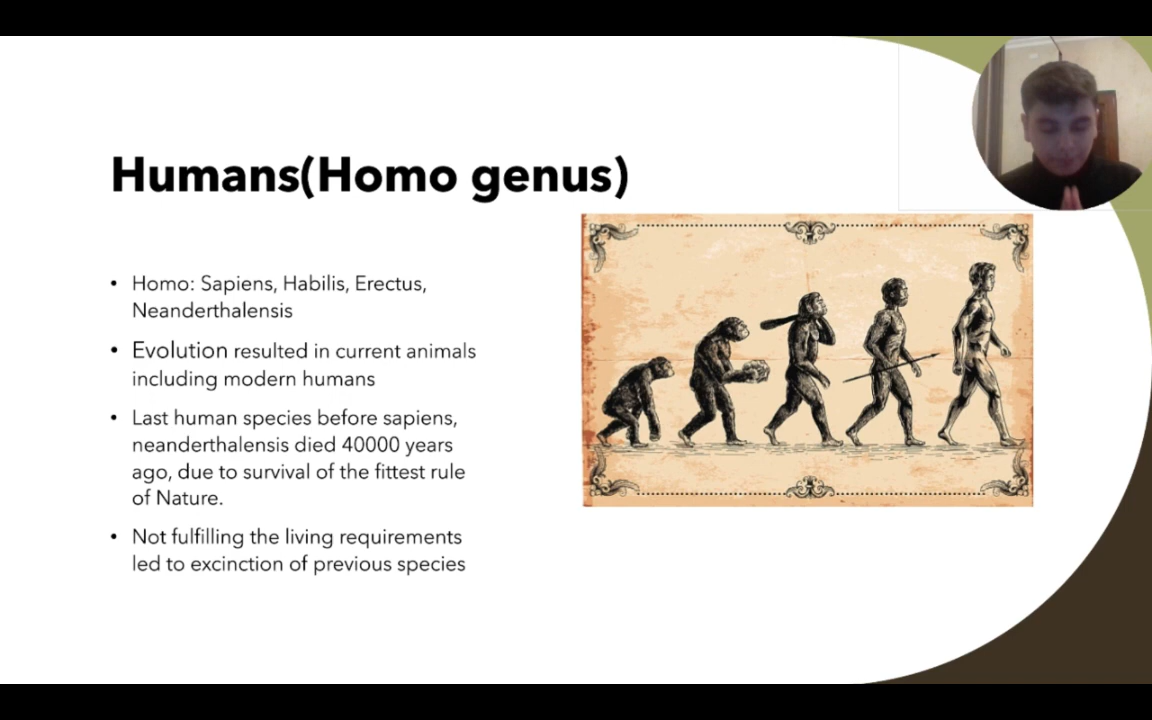 Humans(Homo genus)
• Homo: Sapiens, Habilis, Erectus,
Neanderthalensis
• Evolution resulted in current animals
including modern humans
• Last human species before sapiens,
neanderthalensis died 40000 years
ago, due to survival of the fittest rule
of Nature.
• Not fulfilling the living requirements
led to excinction of previous species